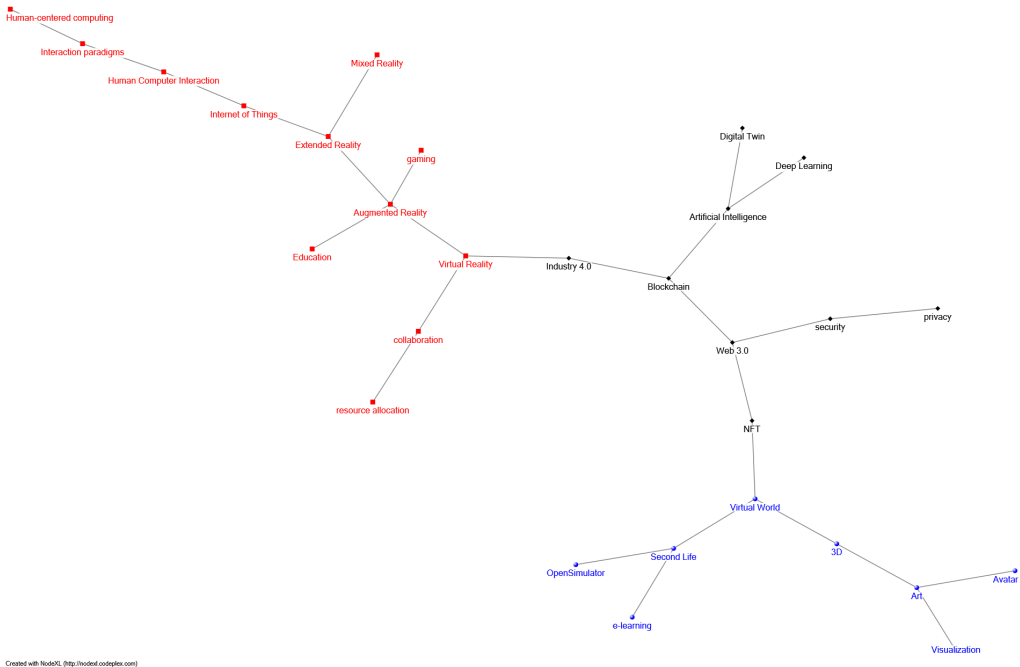 Human-centered computing
Interaction paradigms
Mixed Reality
Human Computer Interaction
Internet of Things
Digital Twin
Extended Reality
gaming
Deep Learning
Augmented Reality
Artificial Intelligence
Education
Virtual Reality
Industry 4.0
Blockchain
privacy
security
collaboration
Web 3.0
resource allocation
NFT
Virtual World
3D
Second Life
OpenSimulator
Avatar
Art
e-learning
Visualization
Created with NodeXL (http://nodexl.codeplex.com)